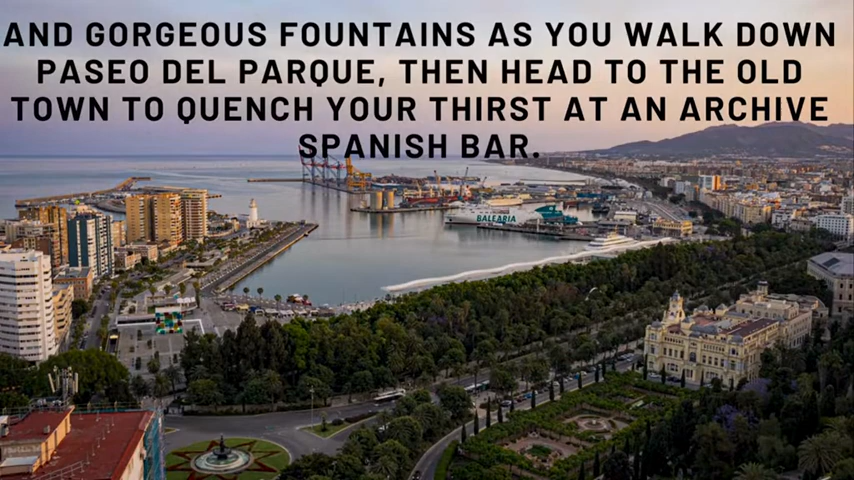 AND GORGEOUS FOUNTAINS AS YOU WALK DOWN
PASEO DEL PARQUE, THEN HEAD TO THE OLD
TOWN TO QUENCH YOUR THIRST AT AN ARCHIVE
SPANISH BAR.
BALEARIA